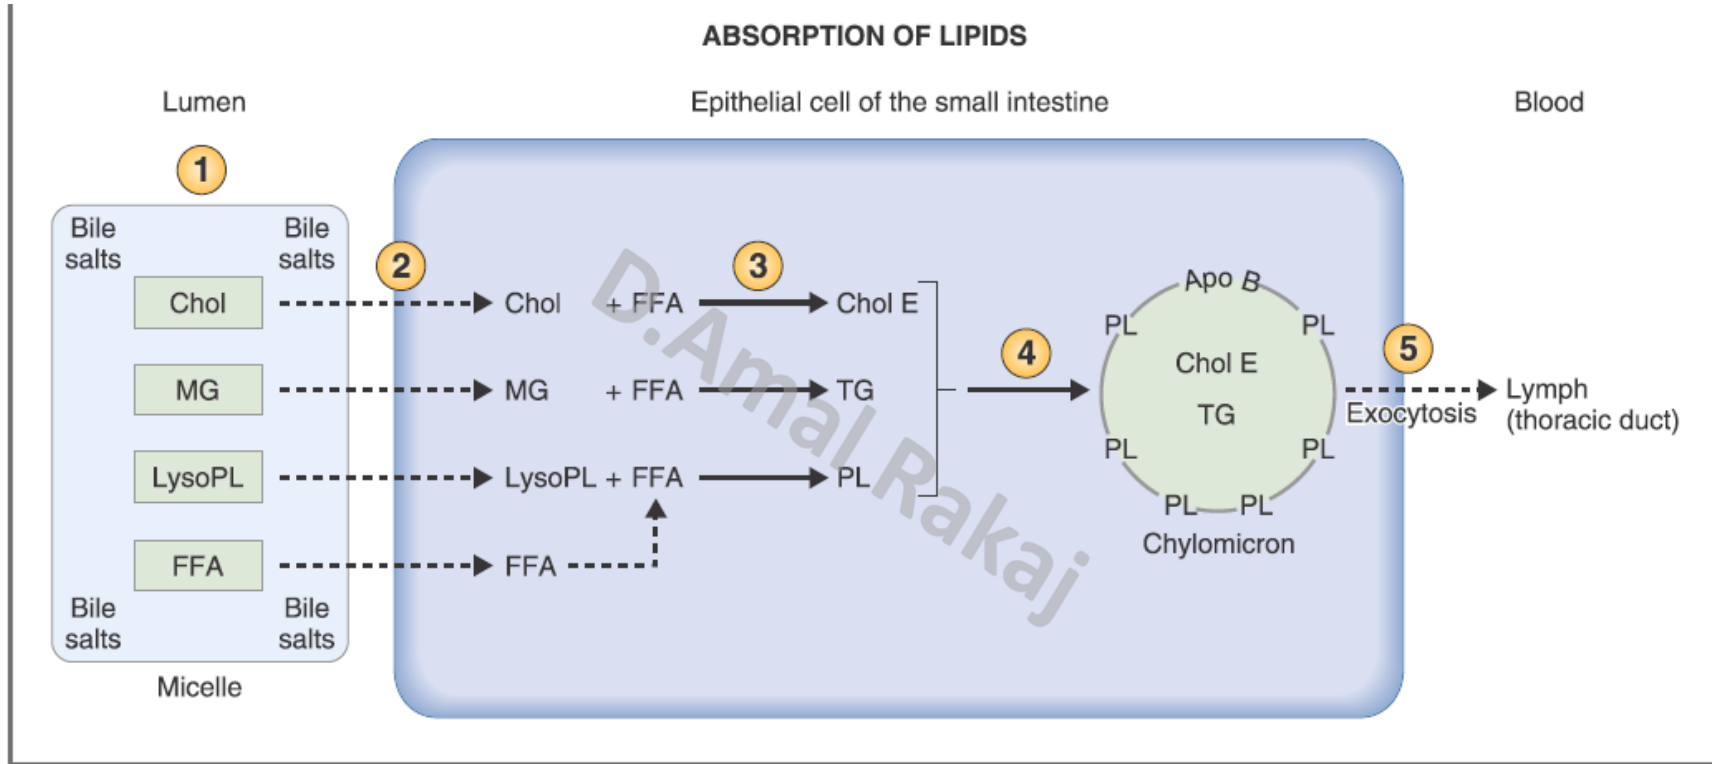 ABSORPTION OF LIPIDS
Lumen
Epithelial cell of the small intestine
Blood
1
Bile salts
Bile salts
2
3
Chol
Chol + FFA
Chol E
Apo B
PL
PL
4
5
Chol E
MG
MG + FFA
TG
TG
Exocytosis
Lymph
(thoracic duct)
PL
PL
LysoPL
LysoPL + FFA
PL
PL
PL
Chylomicron
FFA
FFA
Bile salts
Bile salts
Micelle
D.Amal Rakaj